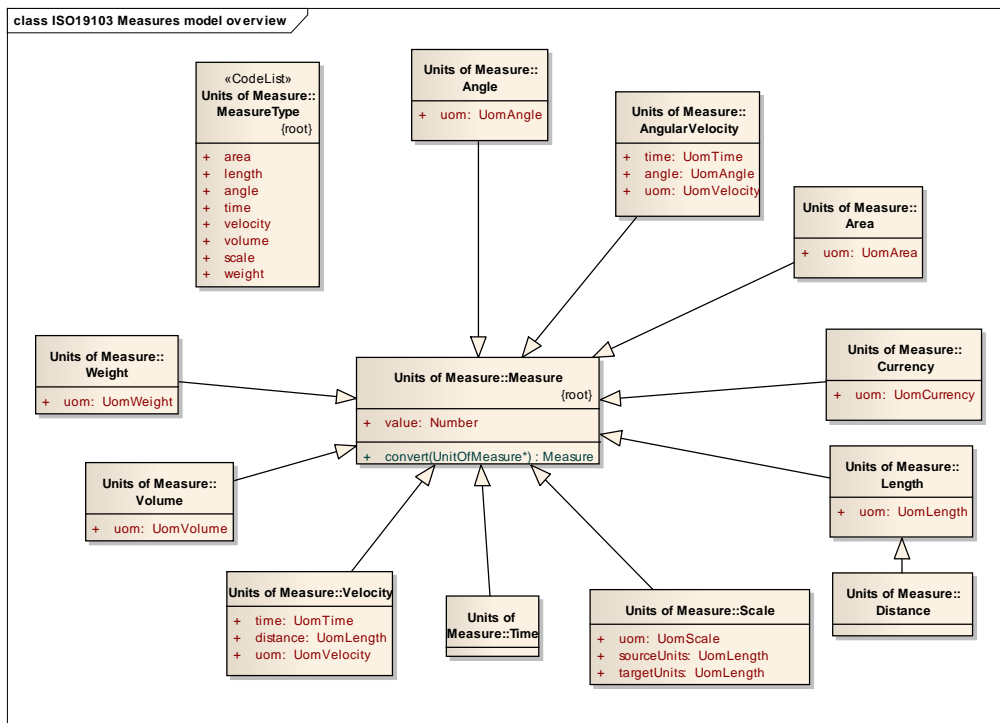 class ISO19103 Measures model overview
«CodeList»
Units of Measure::
MeasureType
{root}
+ area
+ length
+ angle
+ time
+ velocity
+ volume
+ scale
+ weight
Units of Measure::
Angle
+ uom: UomAngle
Units of Measure::
AngularVelocity
+ time: UomTime
+ angle: UomAngle
+ uom: UomVelocity
Units of Measure::
Area
+ uom: UomArea
Units of Measure::
Weight
+ uom: UomWeight
Units of Measure::Measure
{root}
+ value: Number
+ convert(UnitOfMeasure*) : Measure
Units of Measure::
Currency
+ uom: UomCurrency
Units of Measure::
Volume
+ uom: UomVolume
Units of Measure::
Length
+ uom: UomLength
Units of Measure::Velocity
+ time: UomTime
+ distance: UomLength
+ uom: UomVelocity
Units of
Measure::Time
Units of Measure::Scale
+ uom: UomScale
+ sourceUnits: UomLength
+ targetUnits: UomLength
Units of Measure::
Distance